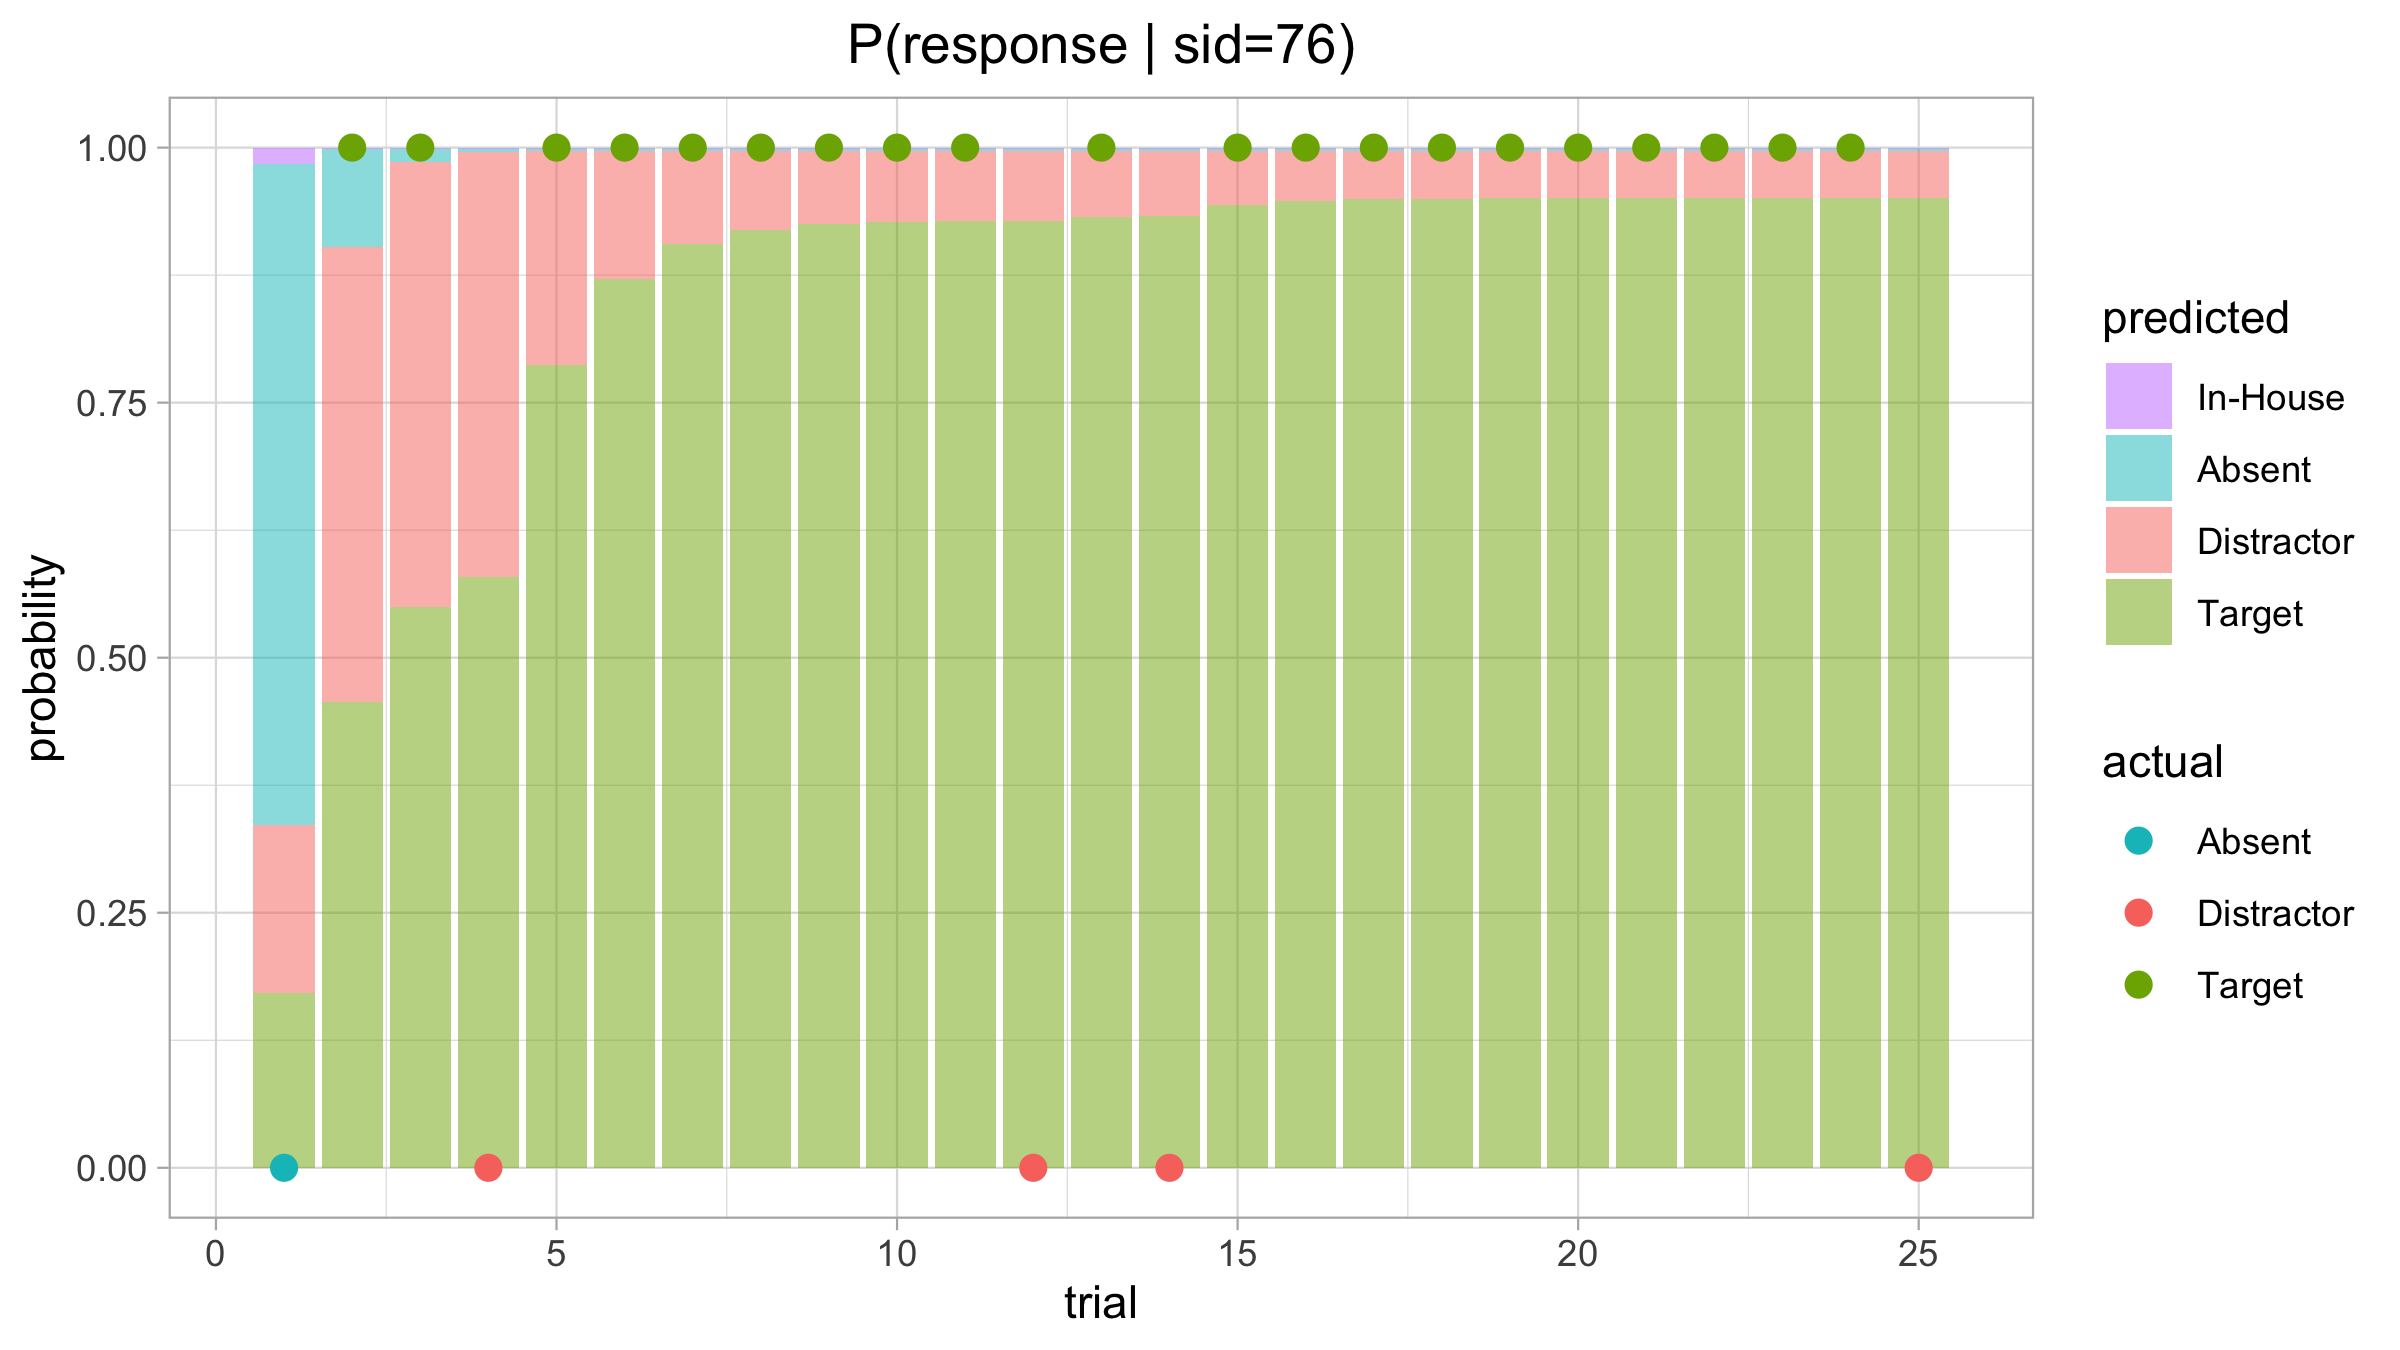 P(response | sid=76)
1.00
0.75
0.50
0.25
0.00
probability
0 5 10 15 20 25
trial
predicted
In-House
Absent
Distractor
Target
actual
Absent
Distractor
Target